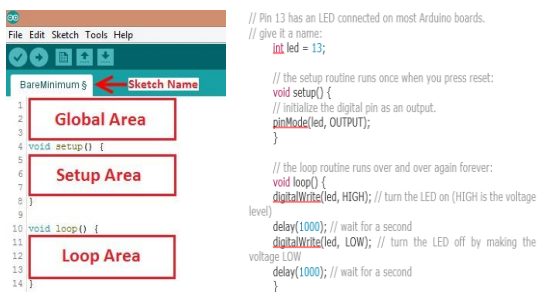 File Edit Sketch Tools Help
BareMinimum §
Sketch Name
1
2
3
Global Area
4 void setup() {
5
6
7
Setup Area
8 }
9
10 void loop() {
11
12
13
Loop Area
14 }
// Pin 13 has an LED connected on most Arduino boards.
// give it a name:
int led = 13;
// the setup routine runs once when you press reset:
void setup() {
// initialize the digital pin as an output.
pinMode(led, OUTPUT);
}
// the loop routine runs over and over again forever:
void loop() {
digitalWrite(led, HIGH); // turn the LED on (HIGH is the voltage
level)
delay(1000); // wait for a second
digitalWrite(led, LOW); // turn the LED off by making the
voltage LOW
delay(1000); // wait for a second
}